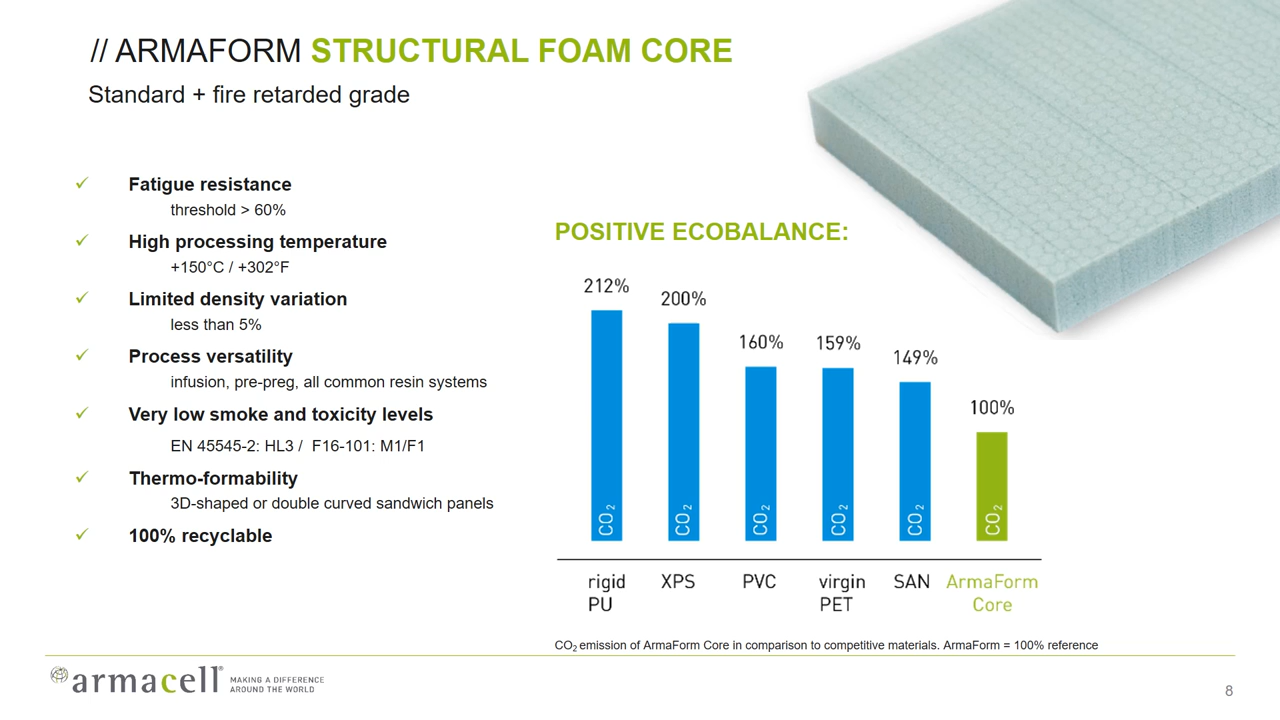 // ARMAFORM STRUCTURAL FOAM CORE
Standard + fire retarded grade
✓ Fatigue resistance
threshold > 60%
✓ High processing temperature
+150°C / +302°F
✓ Limited density variation
less than 5%
✓ Process versatility
infusion, pre-preg, all common resin systems
✓ Very low smoke and toxicity levels
EN 45545-2: HL3 / F16-101: M1/F1
✓ Thermo-formability
3D-shaped or double curved sandwich panels
✓ 100% recyclable
POSITIVE ECOBALANCE:
212%
200%
160%
159%
149%
100%
CO₂
CO₂
CO₂
CO₂
CO₂
CO₂
rigid
PU
XPS
PVC
virgin
PET
SAN
ArmaForm
Core
CO₂ emission of ArmaForm Core in comparison to competitive materials. ArmaForm = 100% reference
armacell®
MAKING A DIFFERENCE
AROUND THE WORLD
8